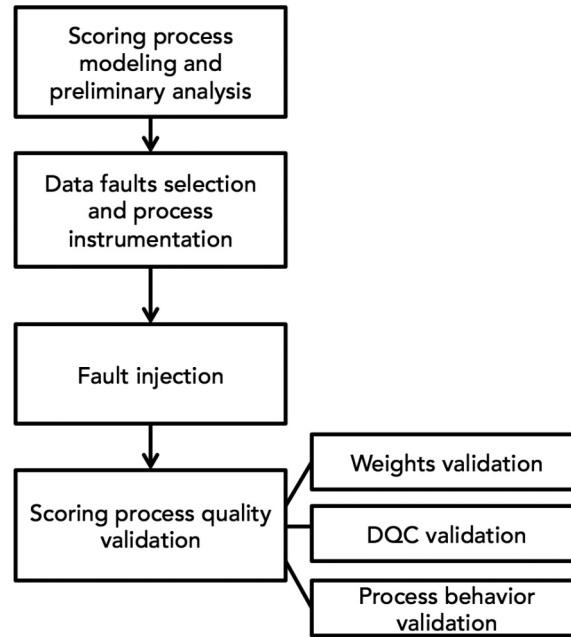 Scoring process
modeling and
preliminary analysis
Data faults selection
and process
instrumentation
Fault injection
Scoring process quality
validation
Weights validation
DQC validation
Process behavior
validation